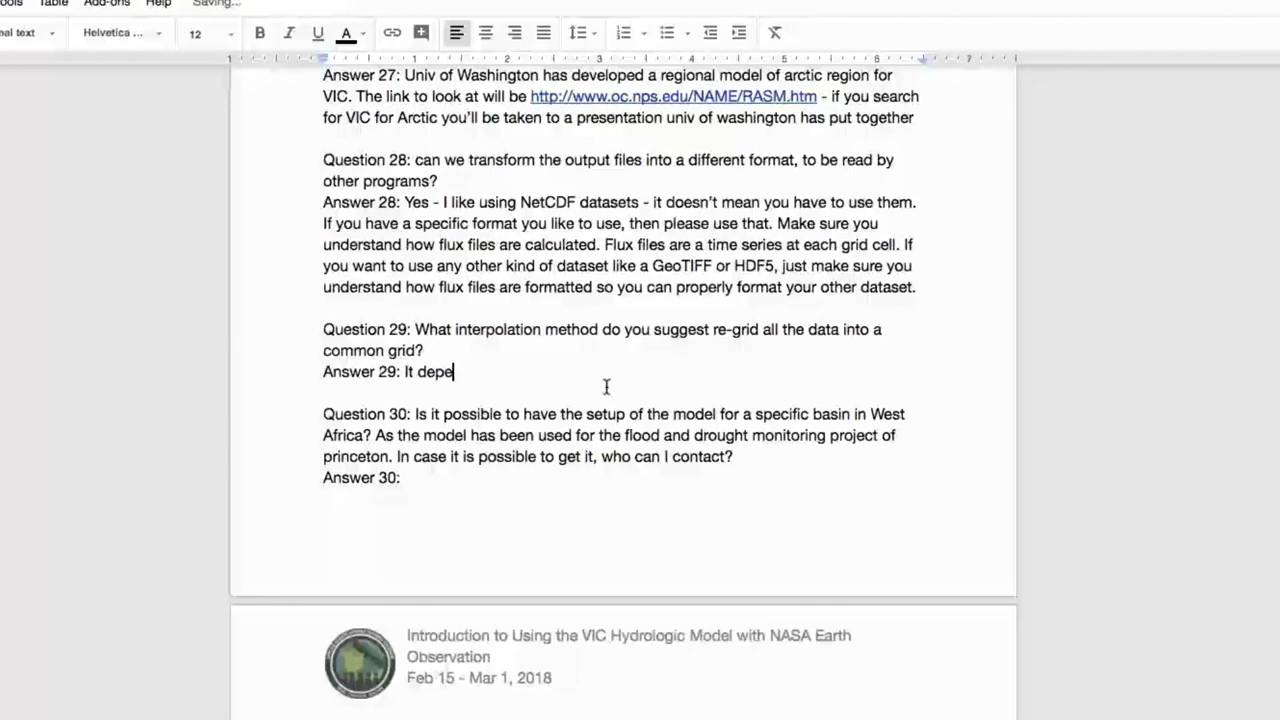 Table Add-ons Help Saving...
Helvetica ... 12 B I U A
1 1 2 3 4 5 6 7
Answer 27: Univ of Washington has developed a regional model of arctic region for
VIC. The link to look at will be http://www.oc.nps.edu/NAME/RASM.htm - if you search
for VIC for Arctic you'll be taken to a presentation univ of washington has put together
Question 28: can we transform the output files into a different format, to be read by
other programs?
Answer 28: Yes - I like using NetCDF datasets - it doesn't mean you have to use them.
If you have a specific format you like to use, then please use that. Make sure you
understand how flux files are calculated. Flux files are a time series at each grid cell. If
you want to use any other kind of dataset like a GeoTIFF or HDF5, just make sure you
understand how flux files are formatted so you can properly format your other dataset.
Question 29: What interpolation method do you suggest re-grid all the data into a
common grid?
Answer 29: It depe
Question 30: Is it possible to have the setup of the model for a specific basin in West
Africa? As the model has been used for the flood and drought monitoring project of
princeton. In case it is possible to get it, who can I contact?
Answer 30:
Introduction to Using the VIC Hydrologic Model with NASA Earth
Observation
Feb 15 - Mar 1, 2018